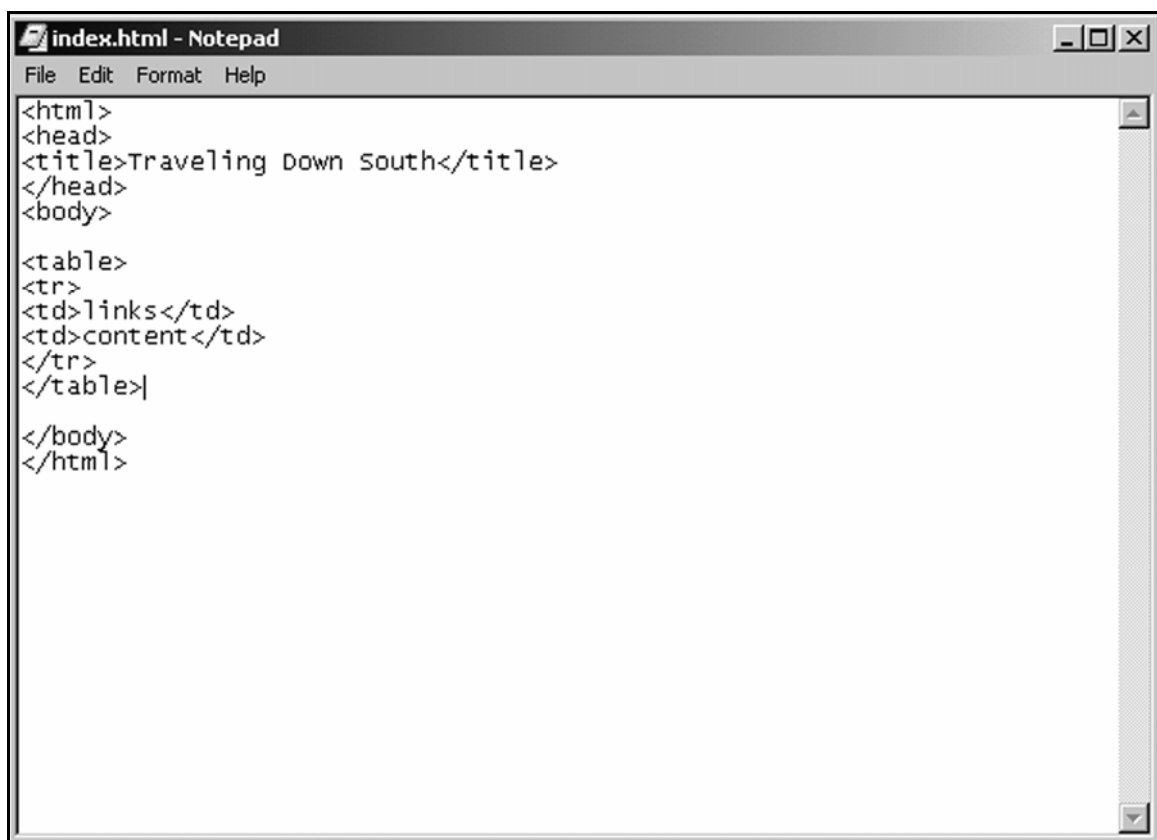 index.html - Notepad
File Edit Format Help
<html>
<head>
<title>Traveling Down South</title>
</head>
<body>

<table>
<tr>
<td>links</td>
<td>content</td>
</tr>
</table>

</body>
</html>